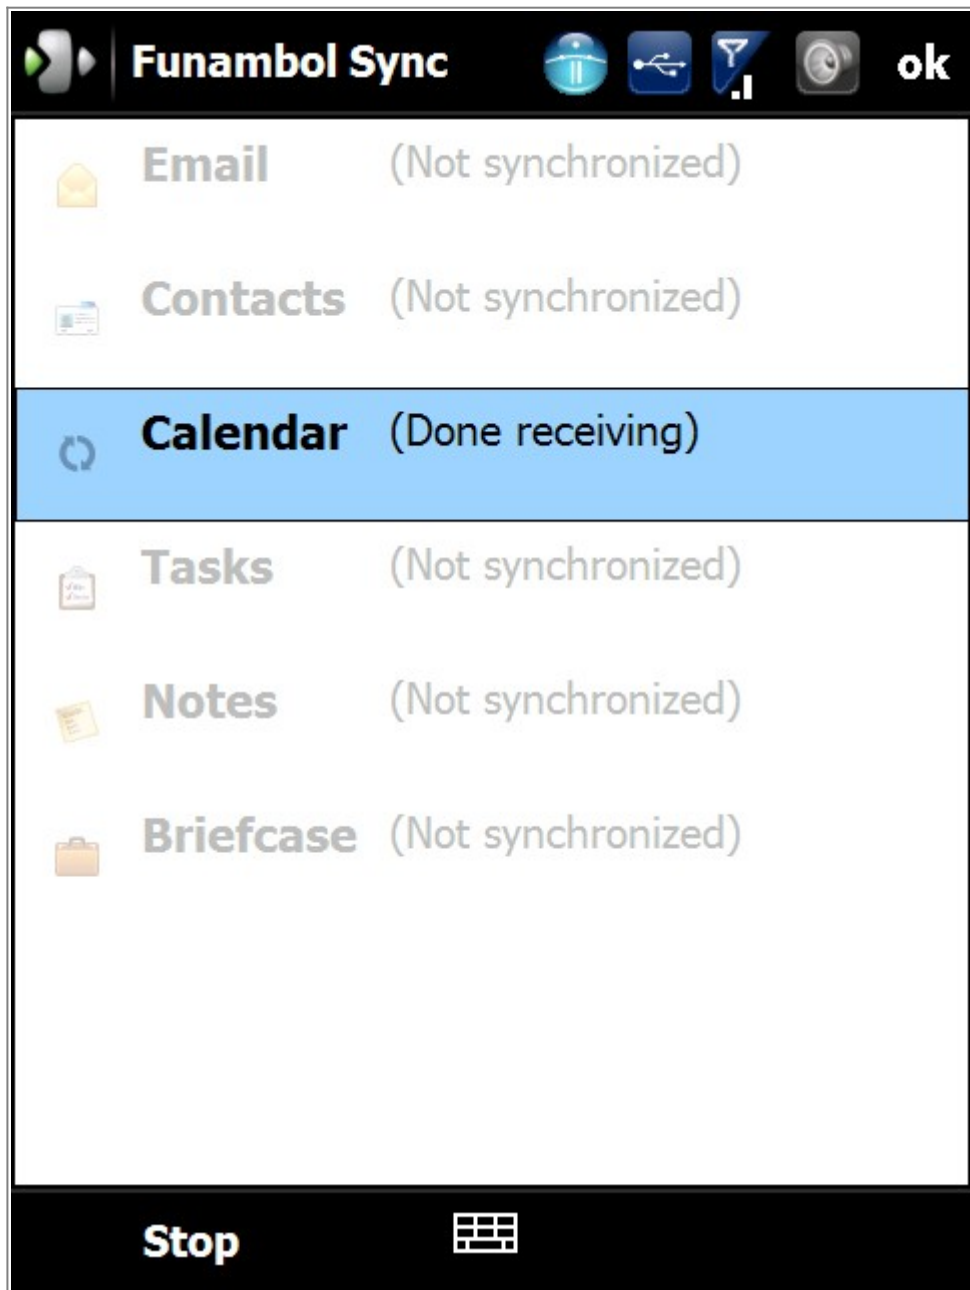 Funambol Sync ok
Email (Not synchronized)
Contacts (Not synchronized)
Calendar (Done receiving)
Tasks (Not synchronized)
Notes (Not synchronized)
Briefcase (Not synchronized)
Stop